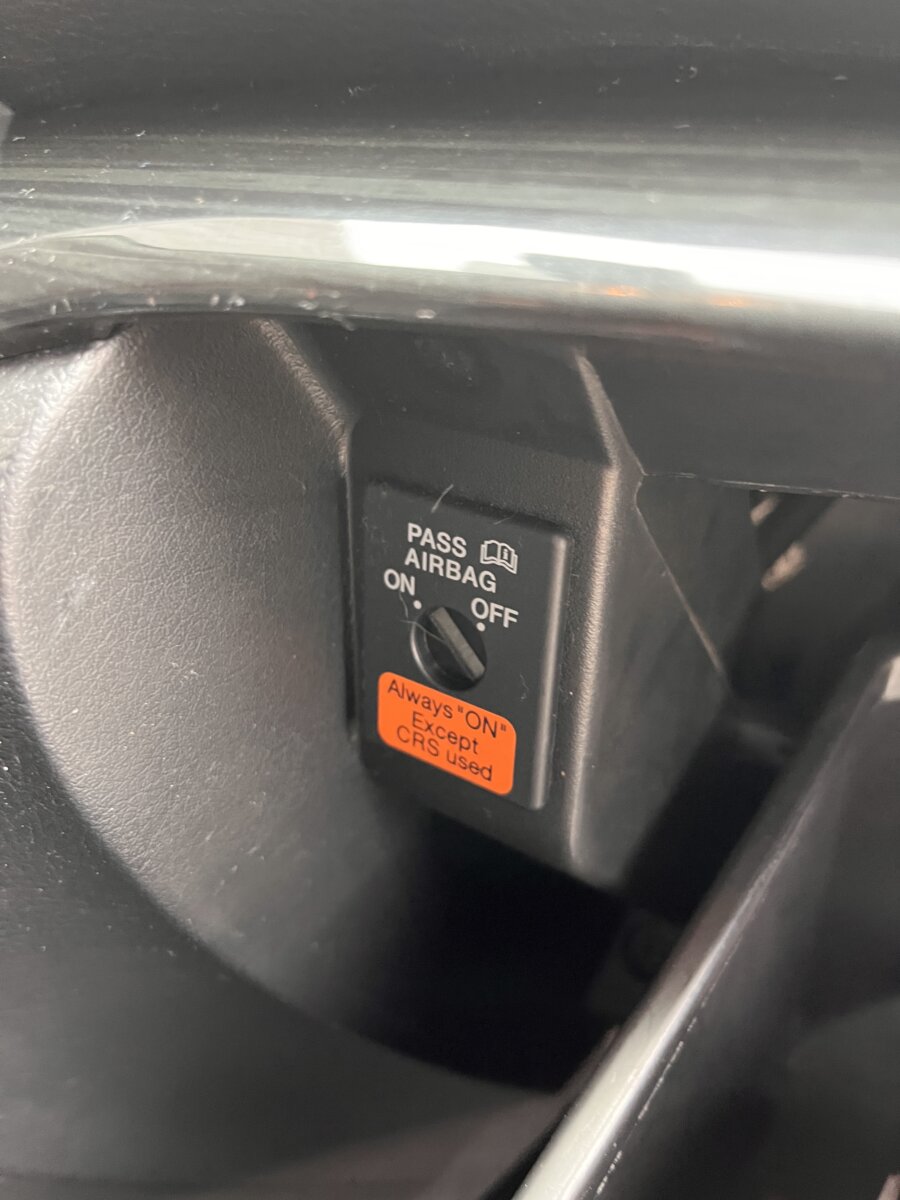 PASS
AIRBAG
ON
OFF
Always "ON"
Except
CRS used